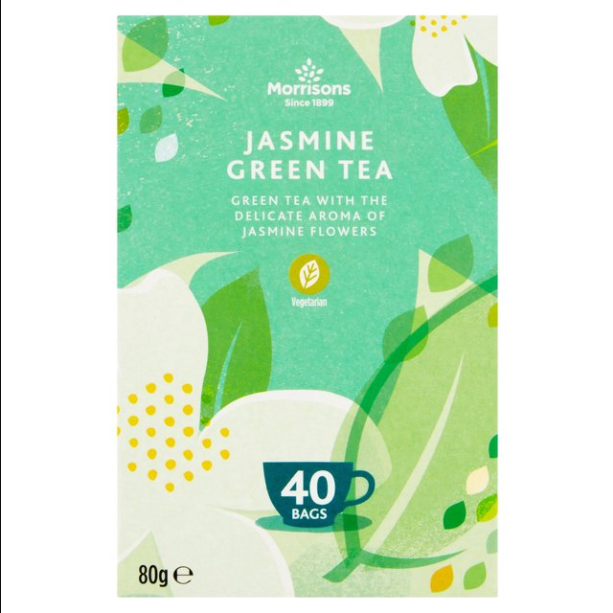 Morrisons
Since 1899
JASMINE
GREEN TEA
GREEN TEA WITH THE
DELICATE AROMA OF
JASMINE FLOWERS
Vegetarian
40
BAGS
80g ℮